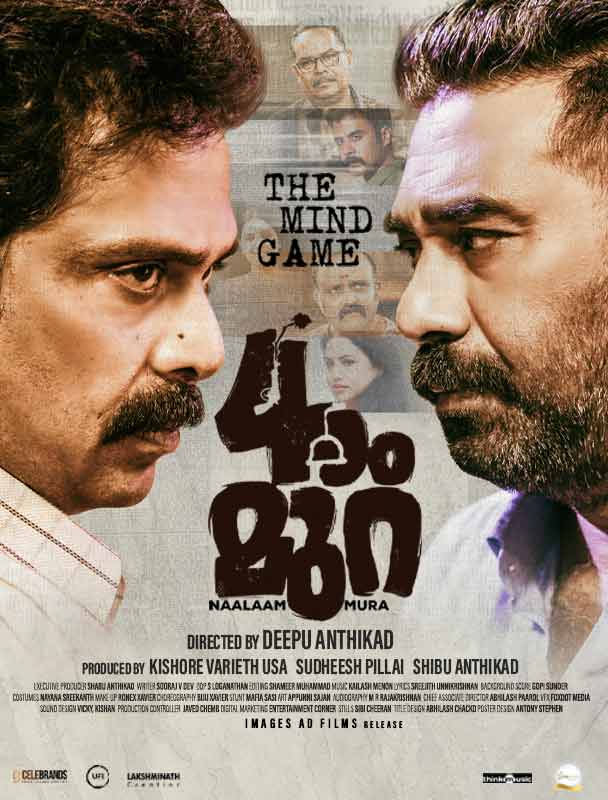 THE
MIND
GAME
4ാം
മുറ
NAALAAM MURA
DIRECTED BY DEEPU ANTHIKAD
PRODUCED BY KISHORE VARIETH USA SUDHEESH PILLAI SHIBU ANTHIKAD
EXECUTIVE PRODUCER SHABU ANTHIKAD WRITER SOORAJ V DEV DOP S LOGANATHAN EDITING SHAMEER MUHAMMAD MUSIC KAILASH MENON LYRICS SREEJITH UNNIKRISHNAN BACKGROUND SCORE GOPI SUNDER
COSTUMES NAYANA SREEKANTH MAKE UP RONEX XAVIER CHOREOGRAPHY BIJU XAVIER STUNT MAFIA SASI ART APPUNNI SAJAN AUDIOGRAPHY M R RAJAKRISHNAN CHIEF ASSOCIATE DIRECTOR ABHILASH PAAROL VFX FOXDOT MEDIA
SOUND DESIGN VICKY, KISHAN PRODUCTION CONTROLLER JAVED CHEMB DIGITAL MARKETING ENTERTAINMENT CORNER STILLS SIBI CHEERAN TITLE DESIGN ABHILASH CHACKO POSTER DESIGN ANTONY STEPHEN
IMAGES AD FILMS RELEASE
CELEBRANDS UFI LAKSHMINATH Creation thinkmusic